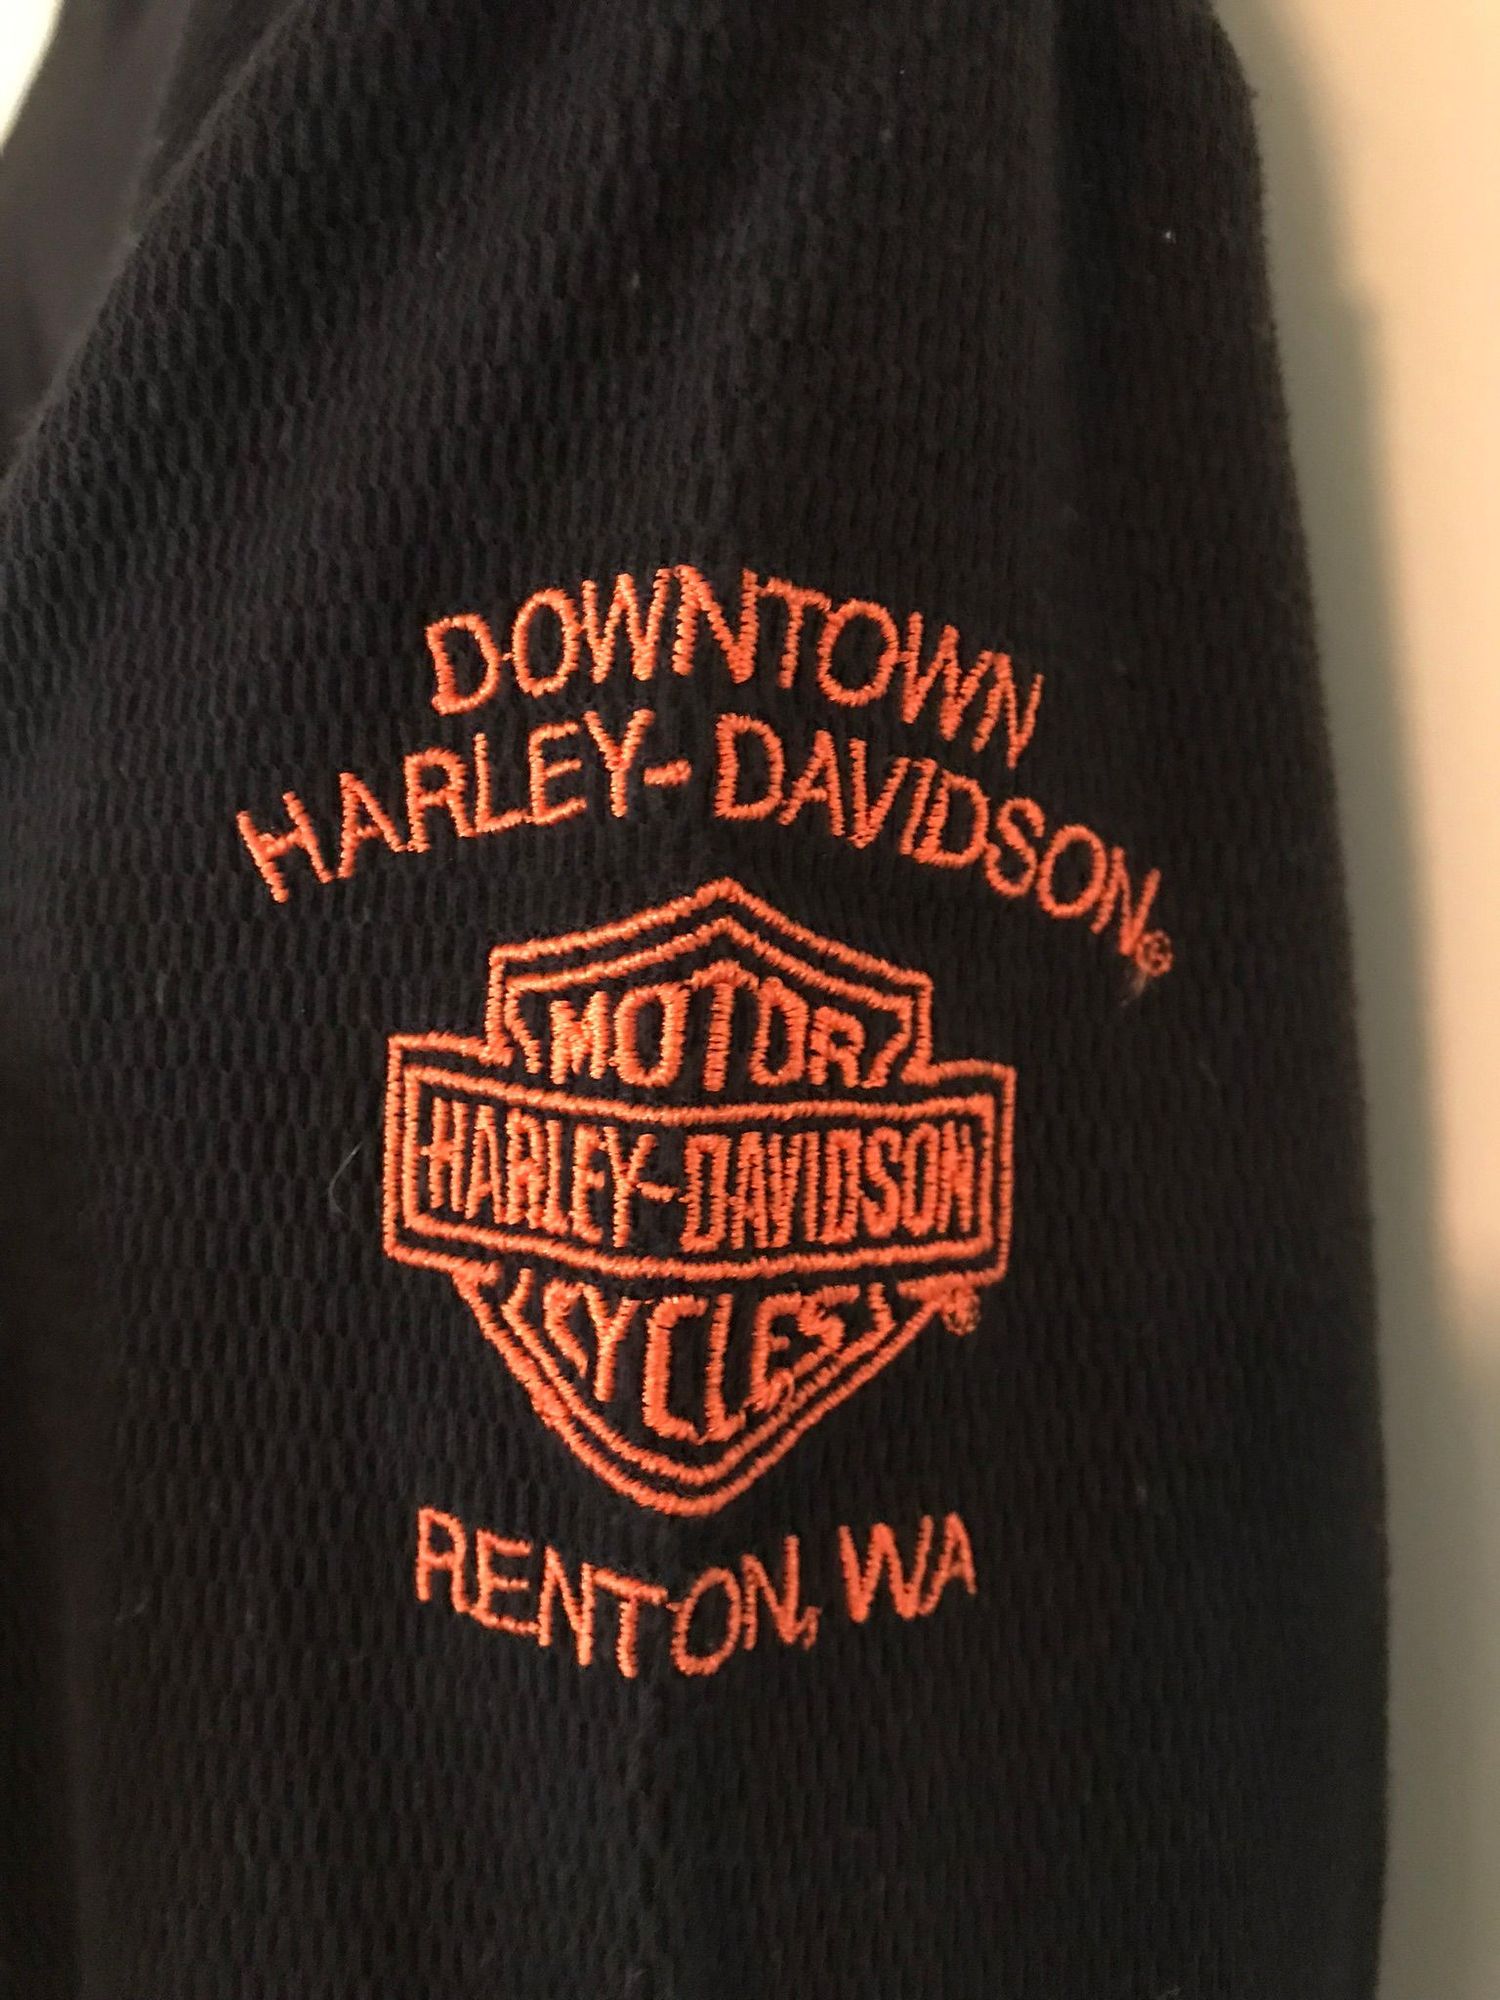 DOWNTOWN
HARLEY-DAVIDSON®
MOTOR
HARLEY-DAVIDSON
CYCLES
®
RENTON, WA